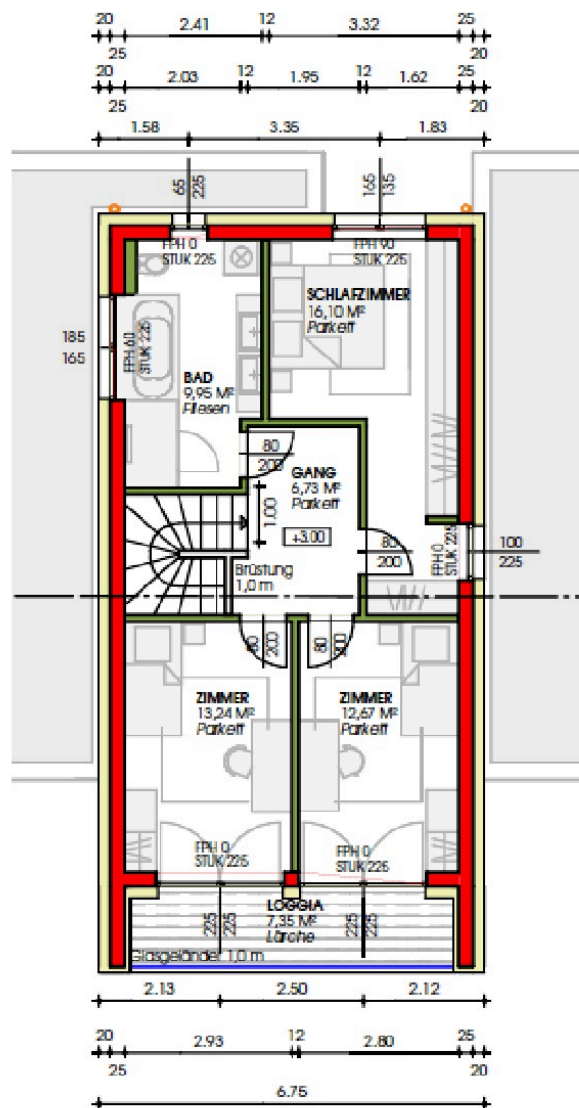 20 2.41 12 3.32 25
25 20
20 2.03 12 1.95 12 1.62 25
25 20
1.58 3.35 1.83
65
225
165
135
FPH 0
STUK 225
FPH 90
STUK 225
SCHLAFZIMMER
16,10 M²
Parkett
185
165
FPH 60
STUK 225
BAD
9,95 M²
Fliesen
80
200
GANG
6,73 M²
Parkett
1.00
+3.00
80
200
FPH 0
STUK 225
100
225
Brüstung
1,0 m
80
200
80
200
ZIMMER
13,24 M²
Parkett
ZIMMER
12,67 M²
Parkett
FPH 0
STUK 225
FPH 0
STUK 225
LOGGIA
7,35 M²
Lärche
225
225
225
225
Glasgeländer 1,0 m
2.13 2.50 2.12
20 2.93 12 2.80 25
25 20
6.75